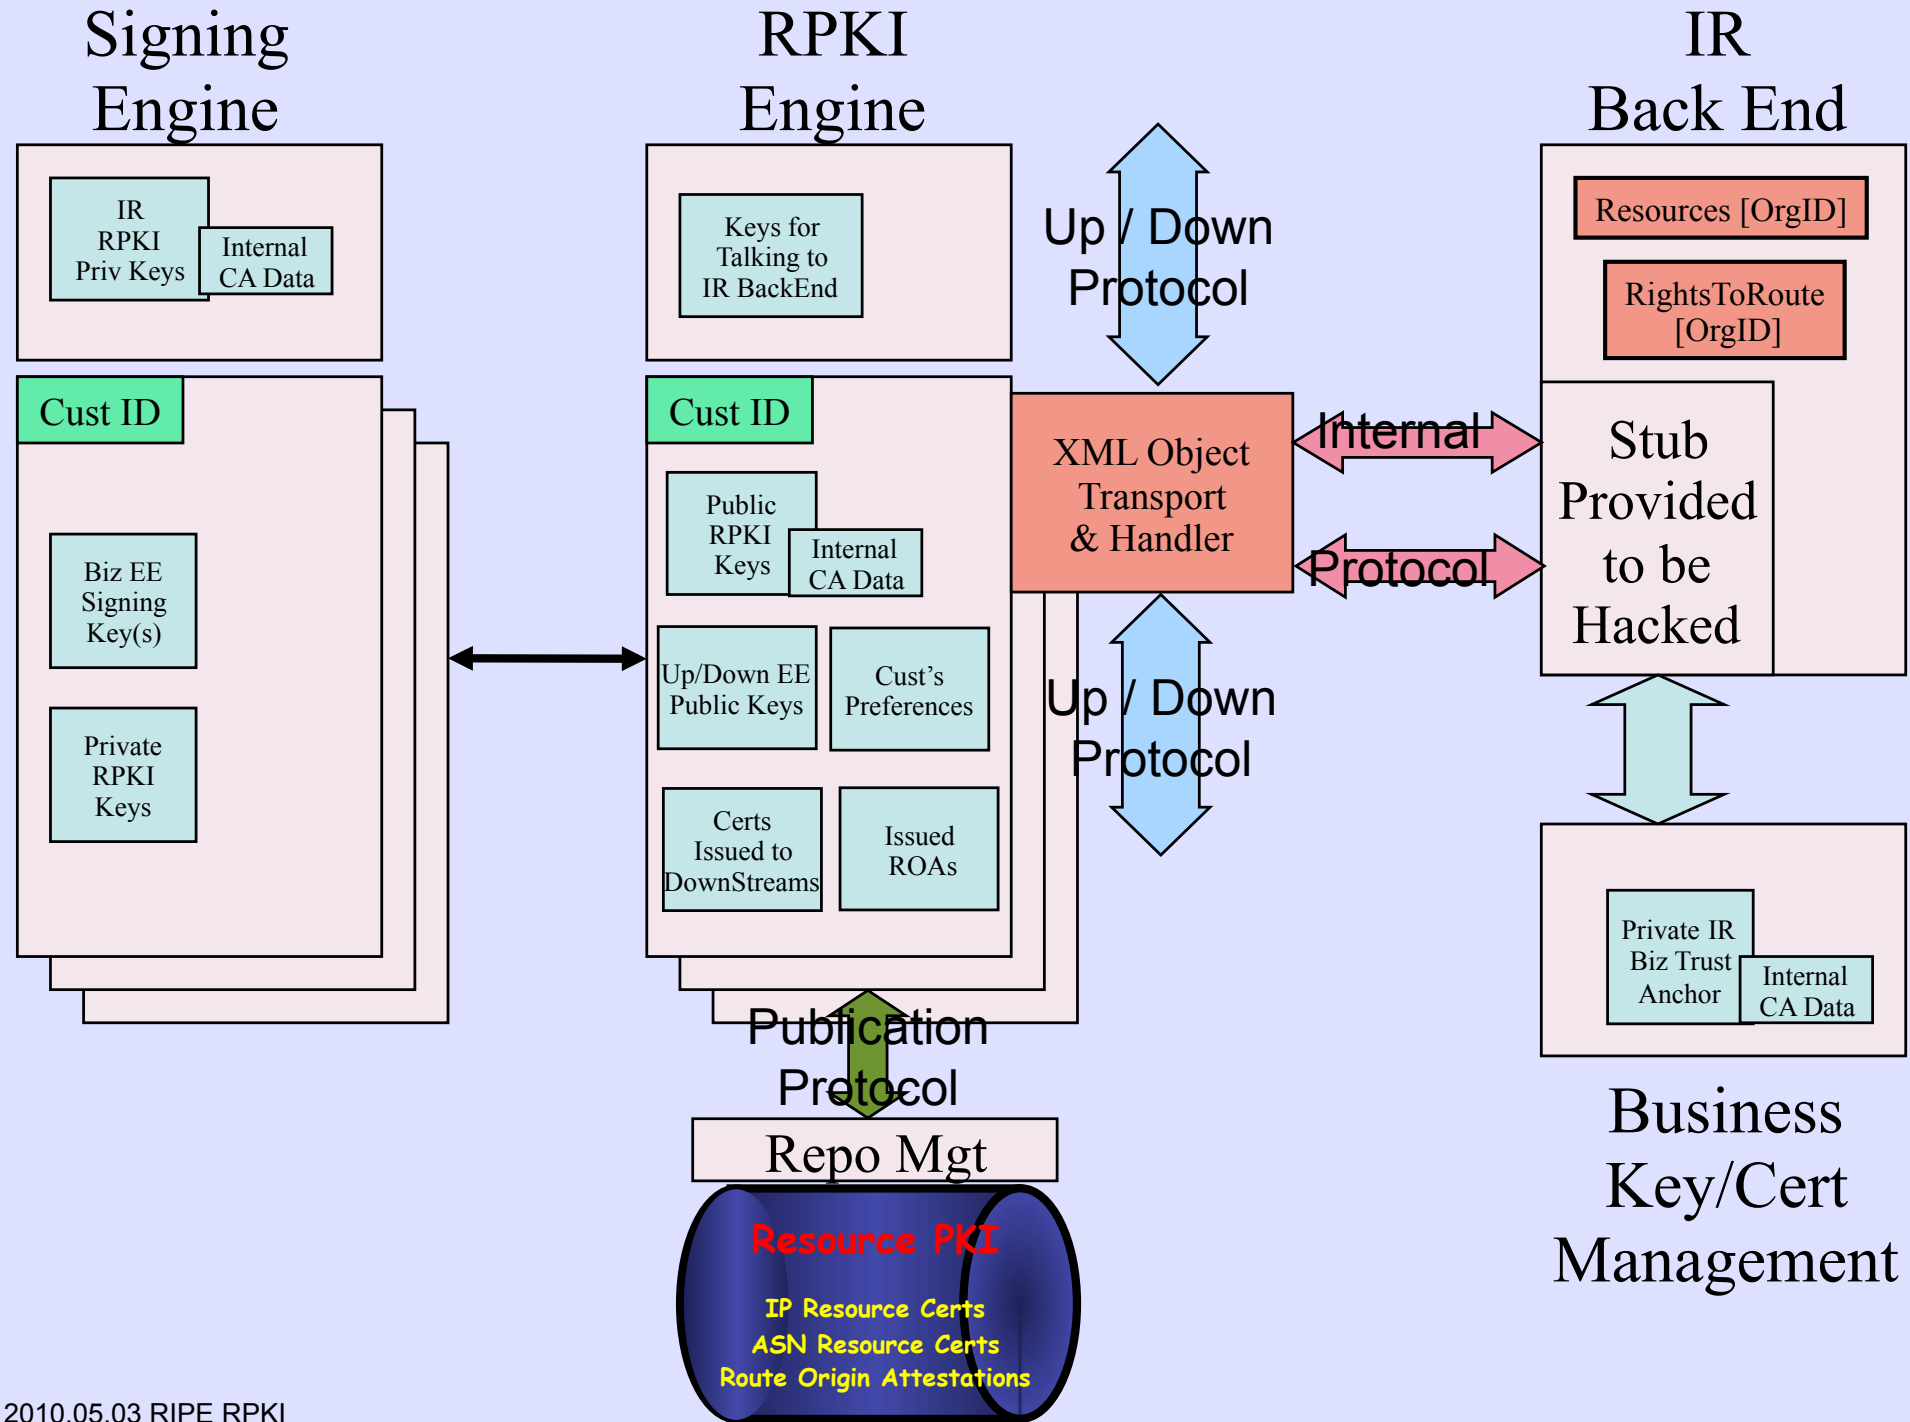 Signing
Engine
IR
RPKI
Priv Keys
Internal
CA Data
Cust ID
Biz EE
Signing
Key(s)
Private
RPKI
Keys
RPKI
Engine
Keys for
Talking to
IR BackEnd
Cust ID
Public
RPKI
Keys
Internal
CA Data
Up/Down EE
Public Keys
Cust’s
Preferences
Certs
Issued to
DownStreams
Issued
ROAs
Up / Down
Protocol
XML Object
Transport
& Handler
Up / Down
Protocol
Internal
Protocol
IR
Back End
Resources [OrgID]
RightsToRoute
[OrgID]
Stub
Provided
to be
Hacked
Private IR
Biz Trust
Anchor
Internal
CA Data
Business
Key/Cert
Management
Publication
Protocol
Repo Mgt
Resource PKI
IP Resource Certs
ASN Resource Certs
Route Origin Attestations
2010.05.03 RIPE RPKI